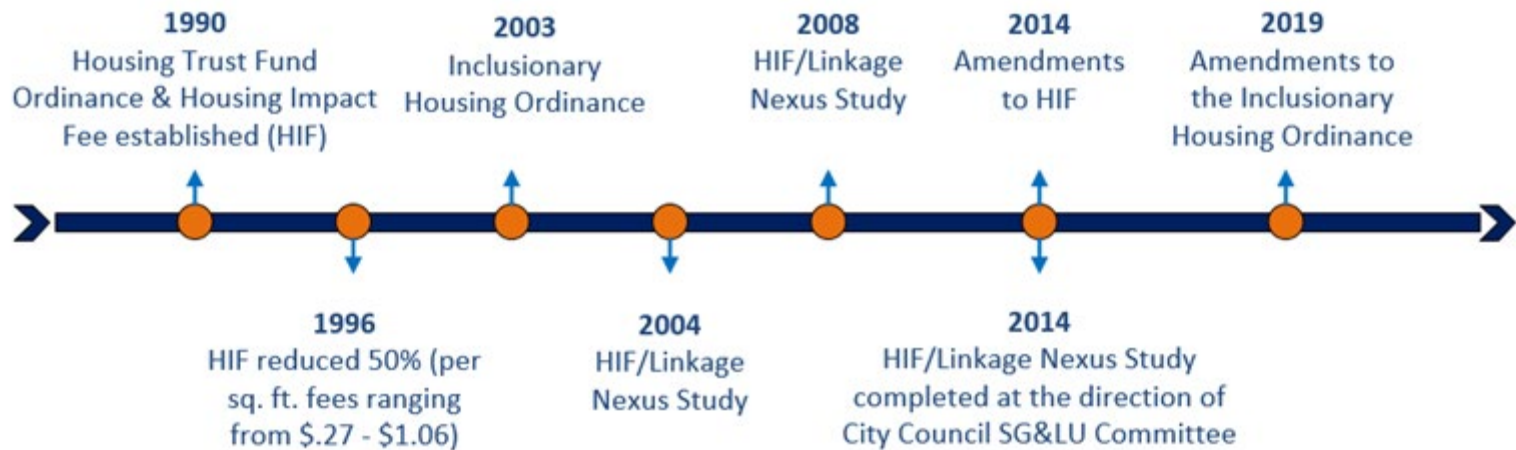 1990
Housing Trust Fund
Ordinance & Housing Impact
Fee established (HIF)
2003
Inclusionary
Housing Ordinance
2008
HIF/Linkage
Nexus Study
2014
Amendments
to HIF
2019
Amendments to
the Inclusionary
Housing Ordinance
1996
HIF reduced 50% (per
sq. ft. fees ranging
from $.27 - $1.06)
2004
HIF/Linkage
Nexus Study
2014
HIF/Linkage Nexus Study
completed at the direction of
City Council SG&LU Committee